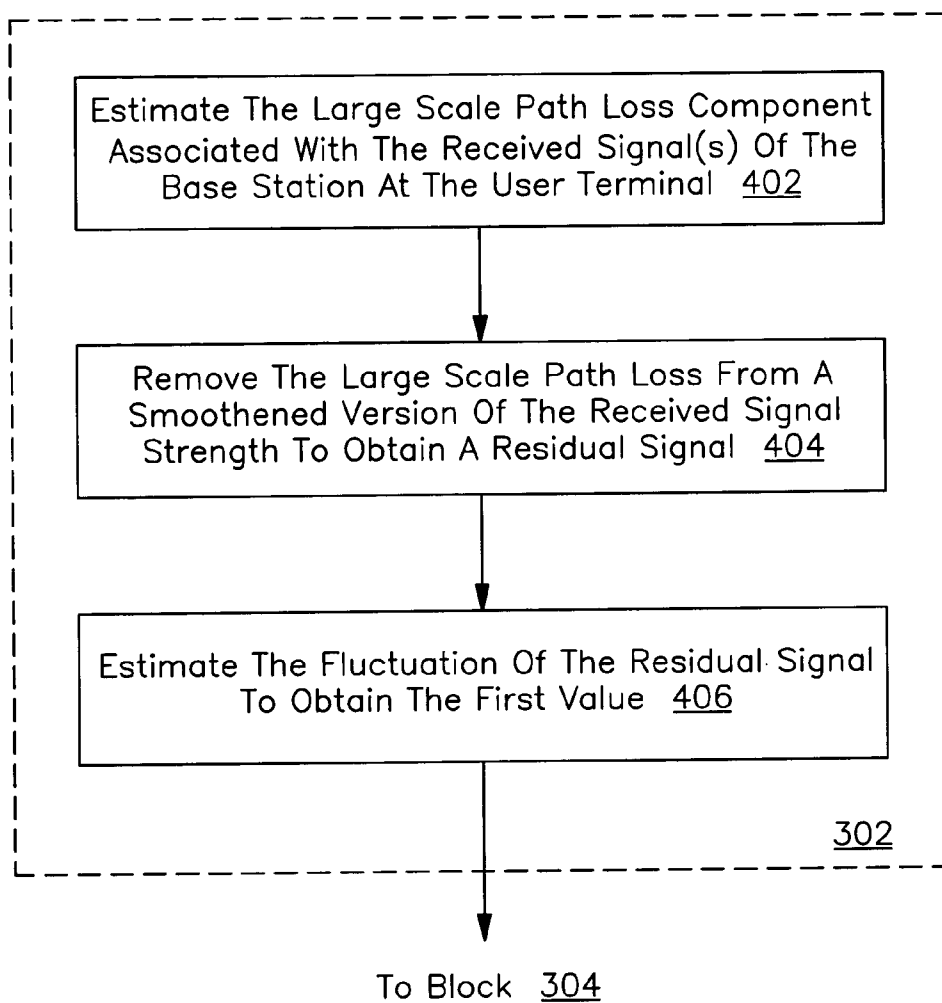 Estimate The Large Scale Path Loss Component
Associated With The Received Signal(s) Of The
Base Station At The User Terminal 402
Remove The Large Scale Path Loss From A
Smoothened Version Of The Received Signal
Strength To Obtain A Residual Signal 404
Estimate The Fluctuation Of The Residual Signal
To Obtain The First Value 406
302
To Block 304